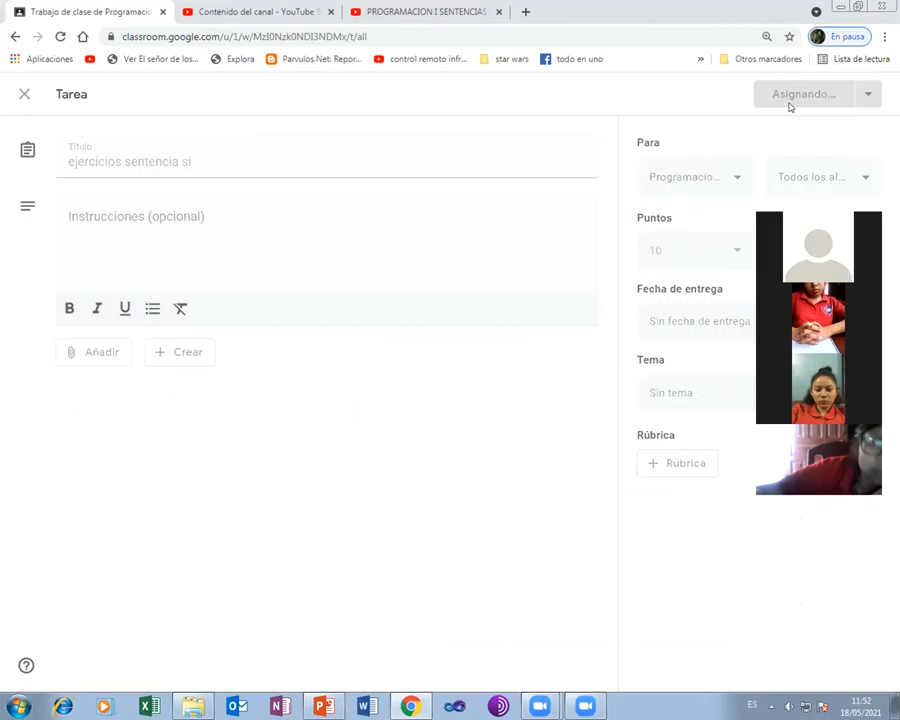 Trabajo de clase de Programacio
Contenido del canal - YouTube S
PROGRAMACION I SENTENCIAS
classroom.google.com/u/1/w/MzI0Nzk0NDI3NDMx/t/all
En pausa
Aplicaciones
Ver El señor de los...
Explora
Parvulos.Net: Repor...
control remoto infr...
star wars
todo en uno
»
Otros marcadores
Lista de lectura
Tarea
Asignando...
Título
ejercicios sentencia si
Instrucciones (opcional)
B I U
Añadir
Crear
Para
Programacio...
Todos los al...
Puntos
10
Fecha de entrega
Sin fecha de entrega
Tema
Sin tema
Rúbrica
Rubrica
ES
11:52
18/05/2021